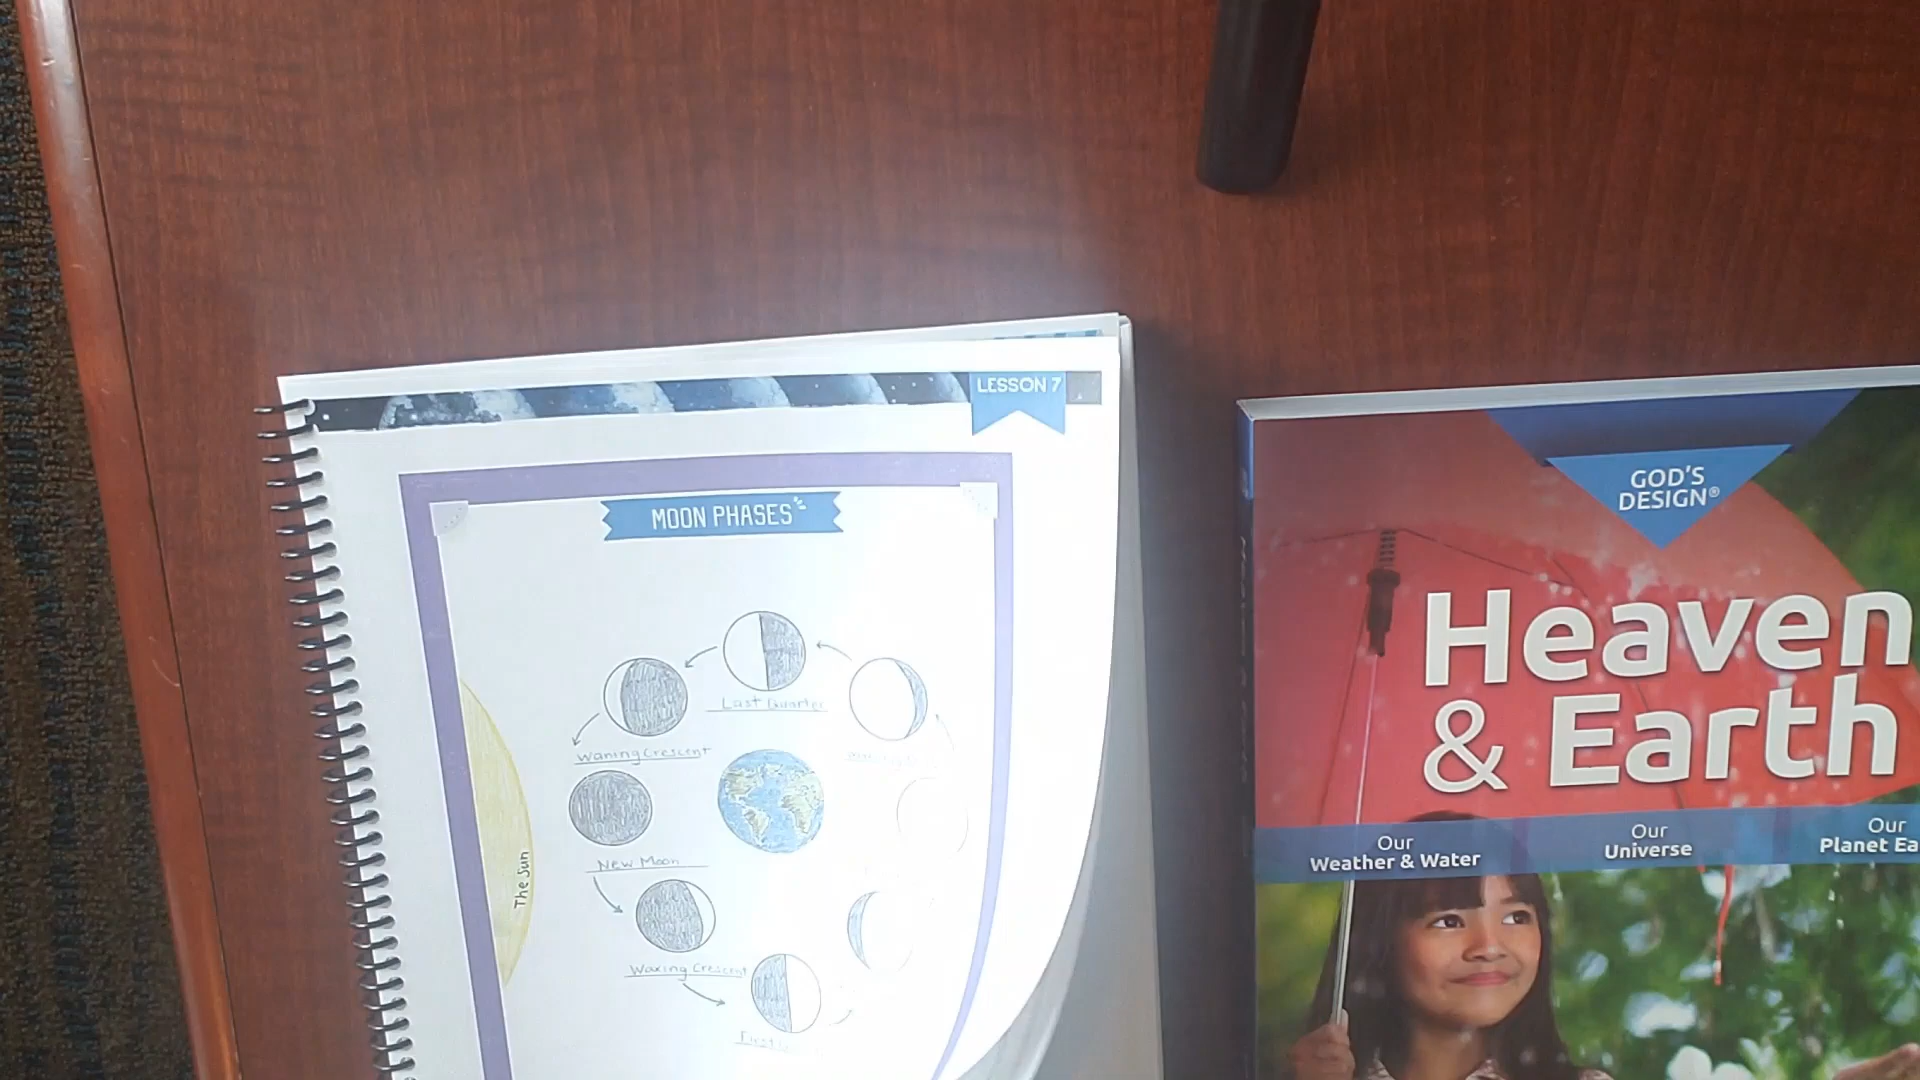 LESSON 7
MOON PHASES
Last Quarter
Waning Crescent
The Sun
New Moon
Waxing Crescent
First
GOD'S
DESIGN®
Heaven
& Earth
Our
Weather & Water
Our
Universe
Our
Planet Ea